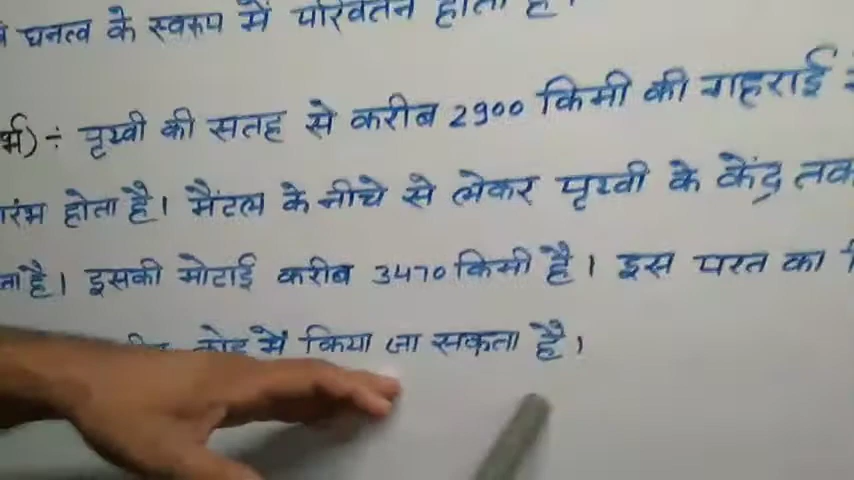 घनत्व के स्वरूप में परिवर्तन होता है
र्भ) ÷ पृथ्वी की सतह से करीब 2900 किमी की गहराई
रंभ होता है। मैंटल के नीचे से लेकर पृथ्वी के केंद्र तक
है। इसकी मोटाई करीब 3470 किमी है। इस परत का
में किया जा सकता है।